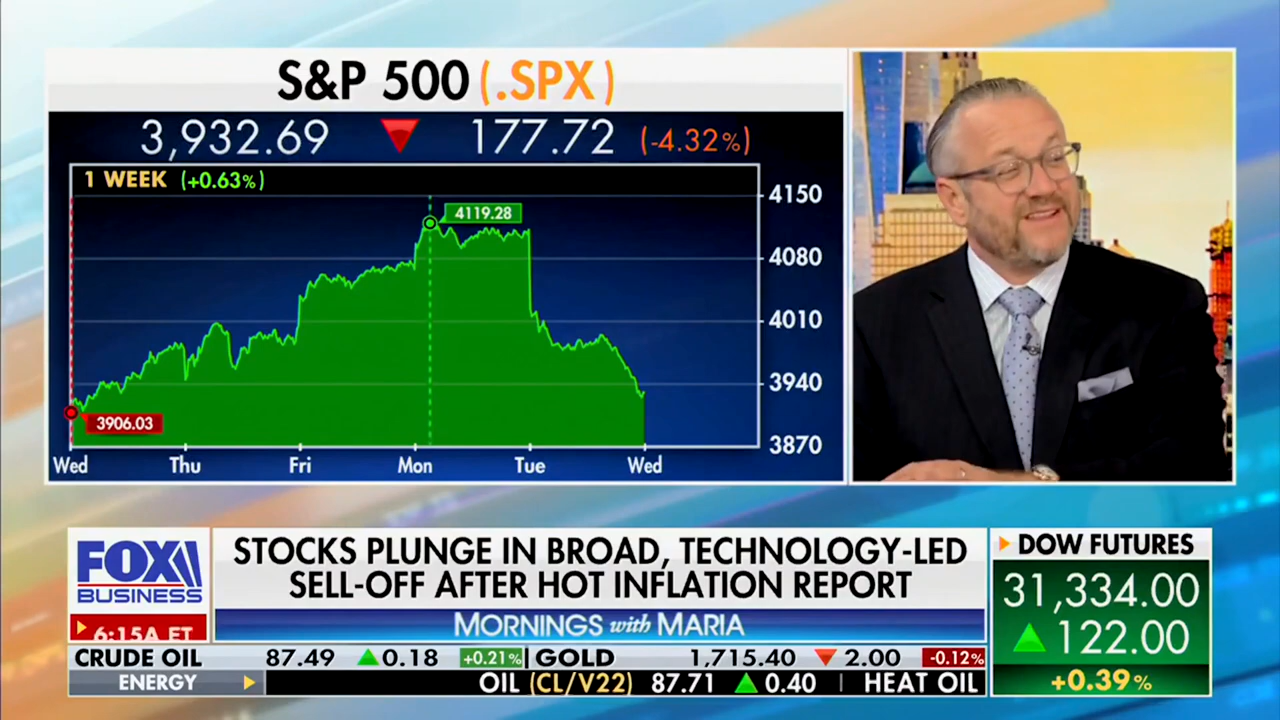 S&P 500 (.SPX)
3,932.69 ▼ 177.72 (-4.32%)
1 WEEK (+0.63%)
4119.28
3906.03
4150
4080
4010
3940
3870
Wed Thu Fri Mon Tue Wed
FOX
BUSINESS
6:15A ET
STOCKS PLUNGE IN BROAD, TECHNOLOGY-LED
SELL-OFF AFTER HOT INFLATION REPORT
MORNINGS with MARIA
DOW FUTURES
31,334.00
▲ 122.00
+0.39%
CRUDE OIL 87.49 ▲ 0.18 +0.21% GOLD 1,715.40 ▼ 2.00 -0.12%
ENERGY OIL (CL/V22) 87.71 ▲ 0.40 | HEAT OIL